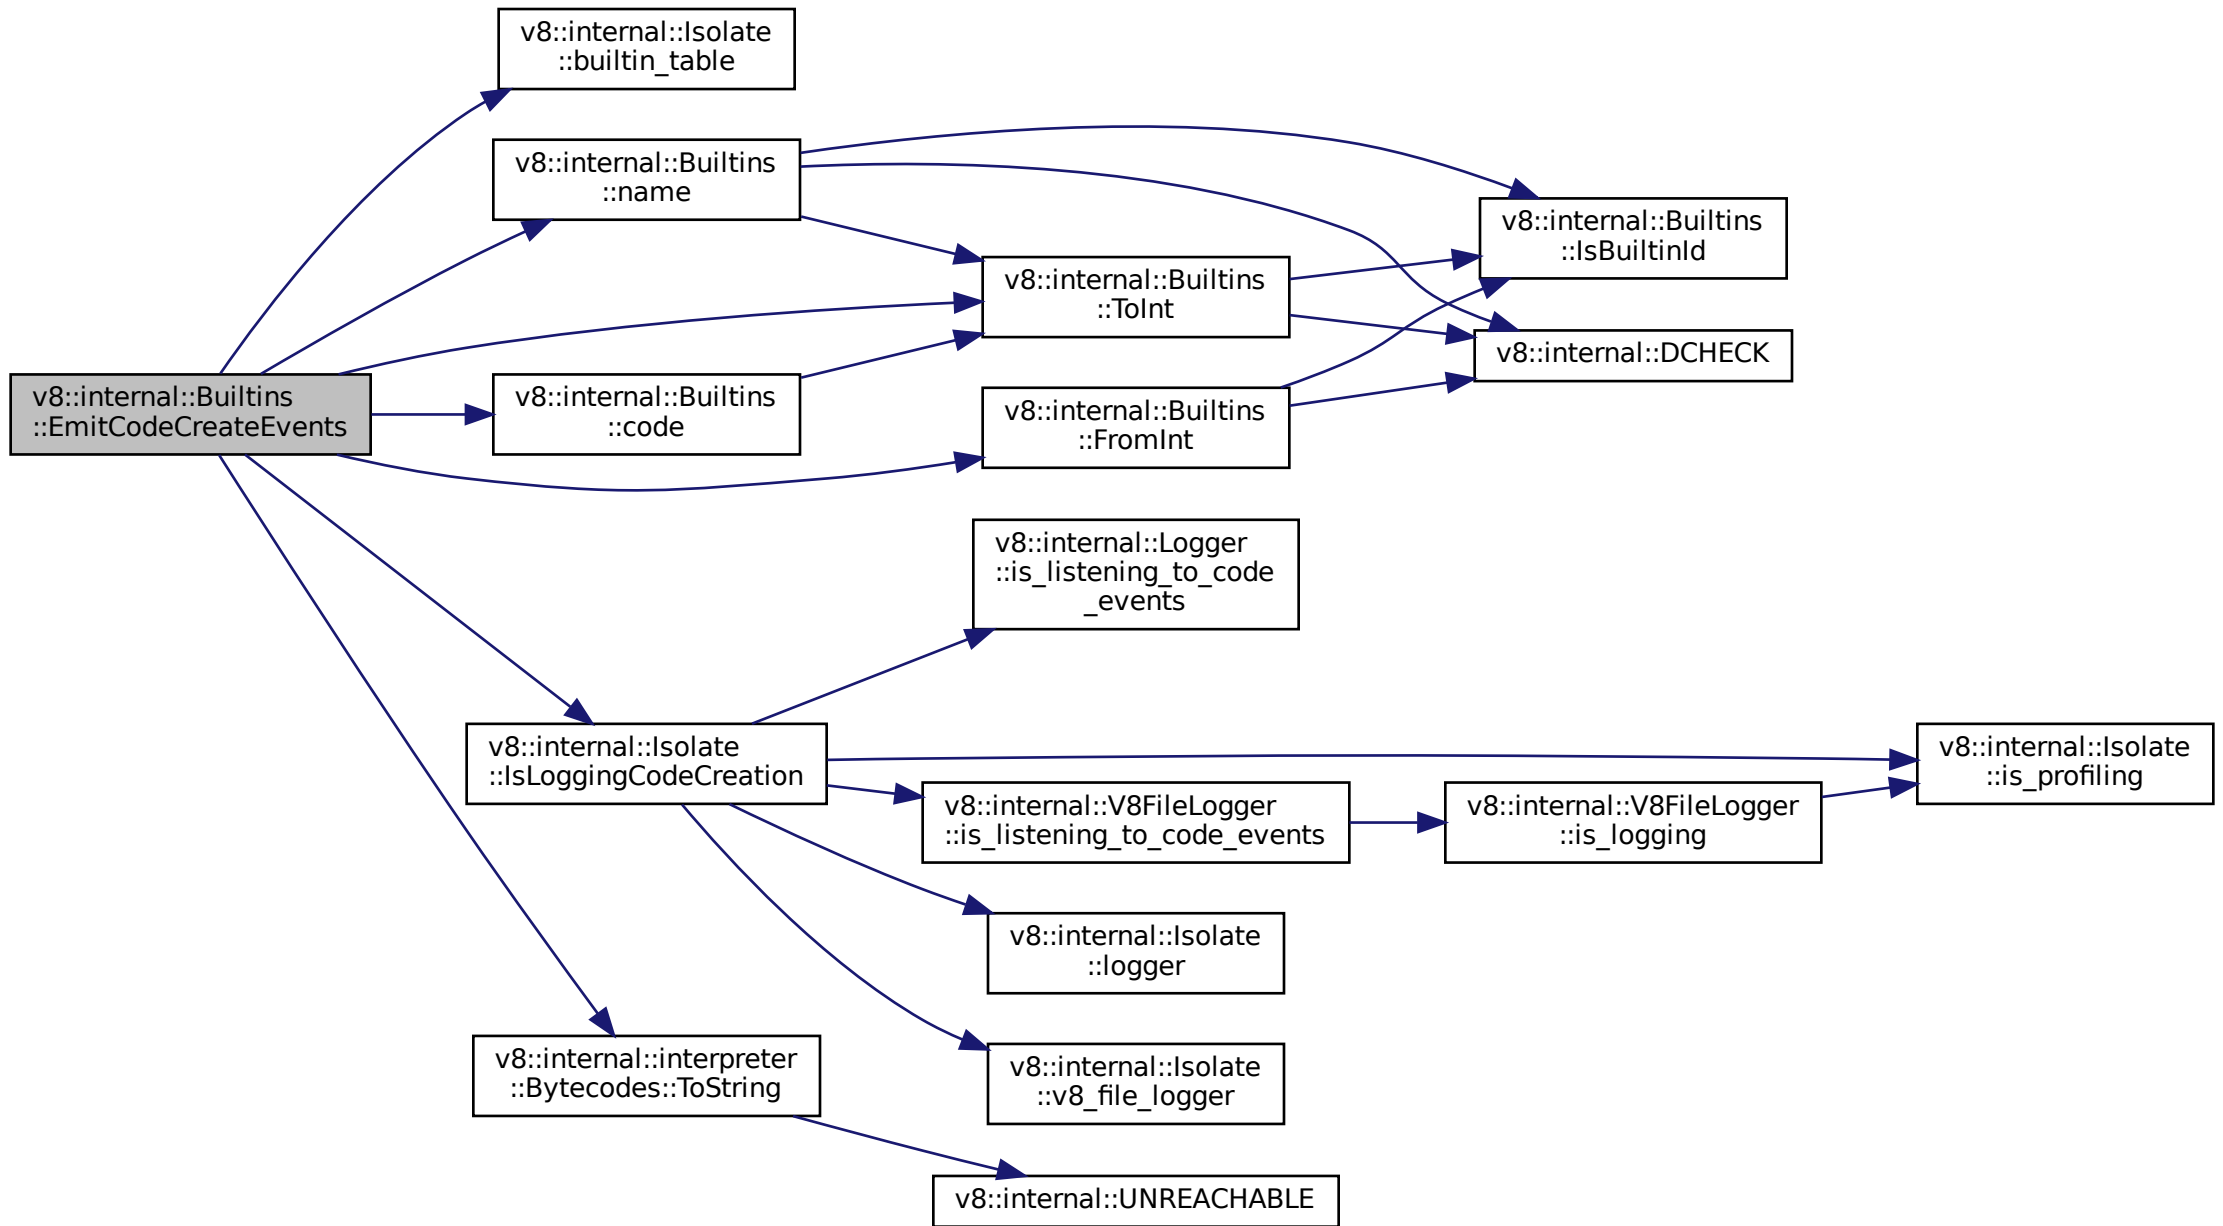 v8::internal::Isolate
::builtin_table
v8::internal::Builtins
::name
v8::internal::Builtins
::IsBuiltinId
v8::internal::Builtins
::ToInt
v8::internal::DCHECK
v8::internal::Builtins
::EmitCodeCreateEvents
v8::internal::Builtins
::code
v8::internal::Builtins
::FromInt
v8::internal::Logger
::is_listening_to_code
_events
v8::internal::Isolate
::IsLoggingCodeCreation
v8::internal::Isolate
::is_profiling
v8::internal::V8FileLogger
::is_listening_to_code_events
v8::internal::V8FileLogger
::is_logging
v8::internal::Isolate
::logger
v8::internal::Isolate
::v8_file_logger
v8::internal::interpreter
::Bytecodes::ToString
v8::internal::UNREACHABLE